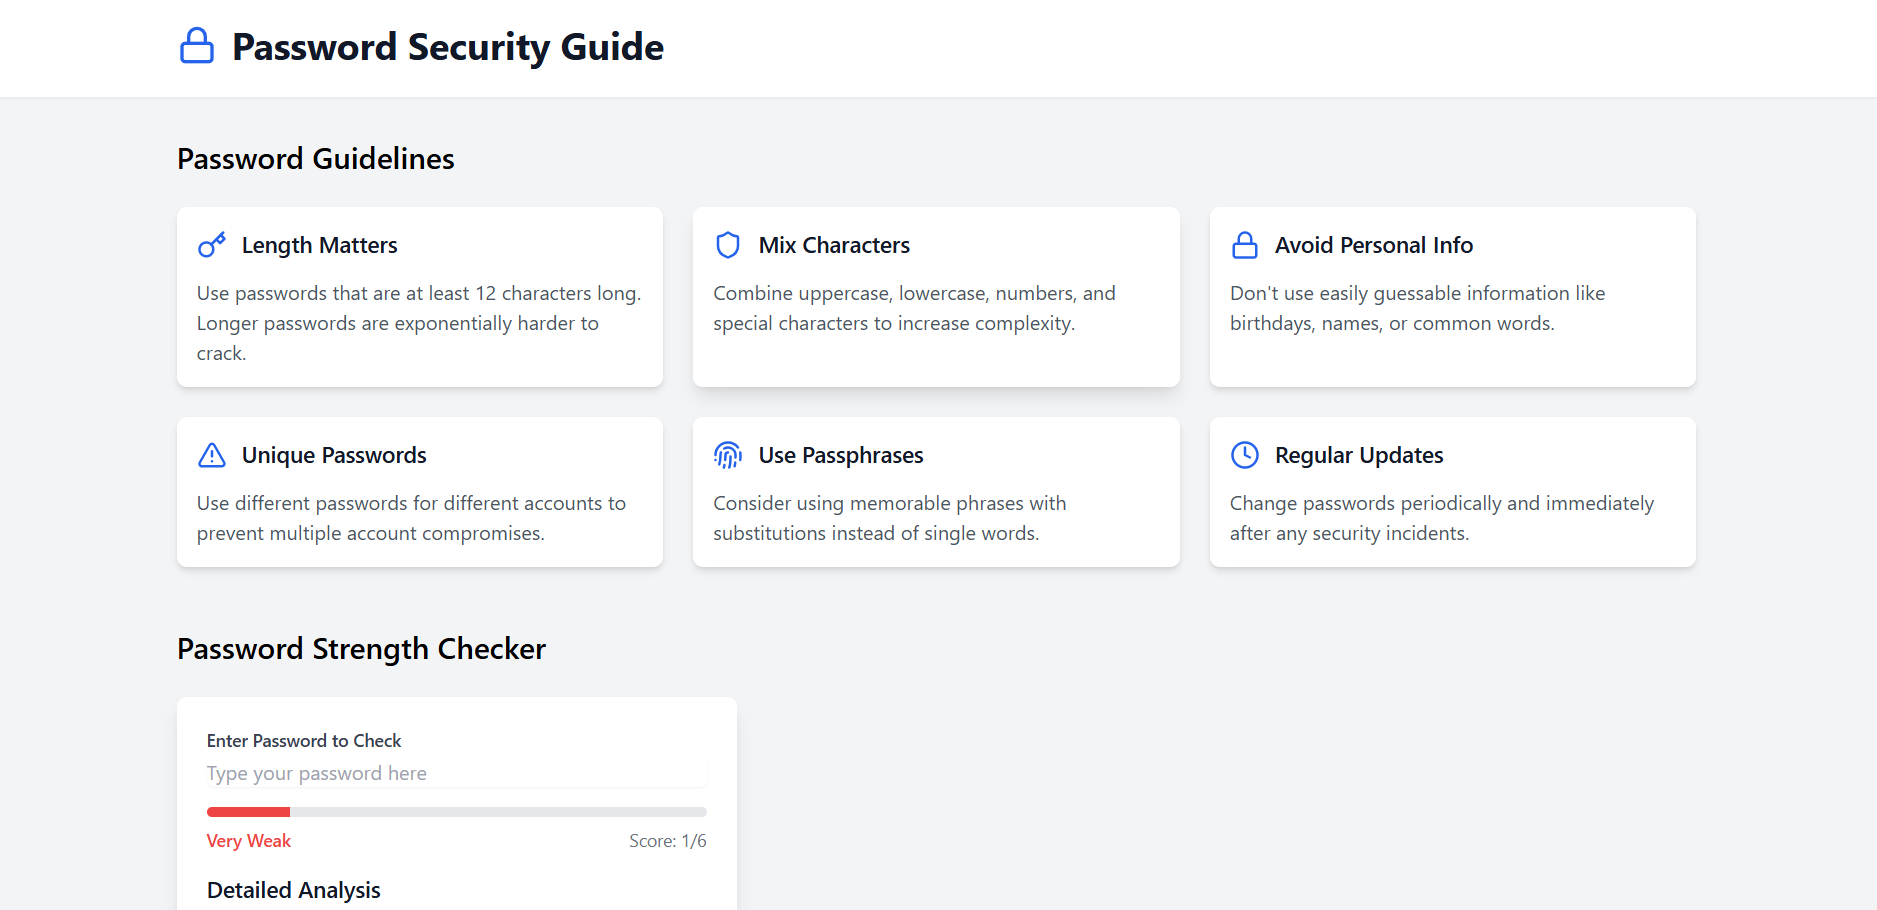 Password Security Guide
Password Guidelines
Length Matters
Use passwords that are at least 12 characters long.
Longer passwords are exponentially harder to
crack.
Mix Characters
Combine uppercase, lowercase, numbers, and
special characters to increase complexity.
Avoid Personal Info
Don't use easily guessable information like
birthdays, names, or common words.
Unique Passwords
Use different passwords for different accounts to
prevent multiple account compromises.
Use Passphrases
Consider using memorable phrases with
substitutions instead of single words.
Regular Updates
Change passwords periodically and immediately
after any security incidents.
Password Strength Checker
Enter Password to Check
Type your password here
Very Weak
Score: 1/6
Detailed Analysis